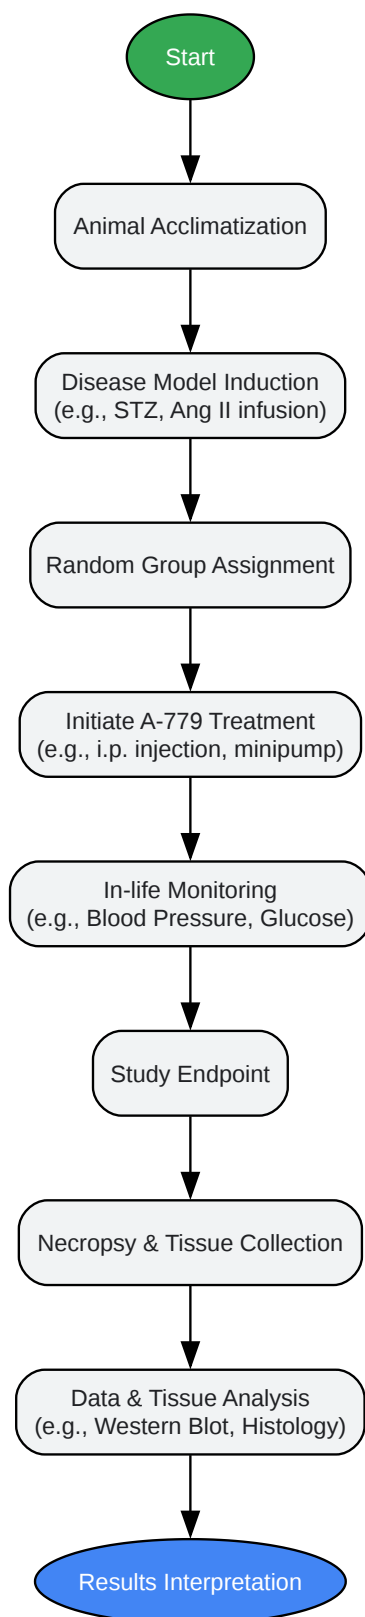 Start
Animal Acclimatization
Disease Model Induction
(e.g., STZ, Ang II infusion)
Random Group Assignment
Initiate A-779 Treatment
(e.g., i.p. injection, minipump)
In-life Monitoring
(e.g., Blood Pressure, Glucose)
Study Endpoint
Necropsy & Tissue Collection
Data & Tissue Analysis
(e.g., Western Blot, Histology)
Results Interpretation